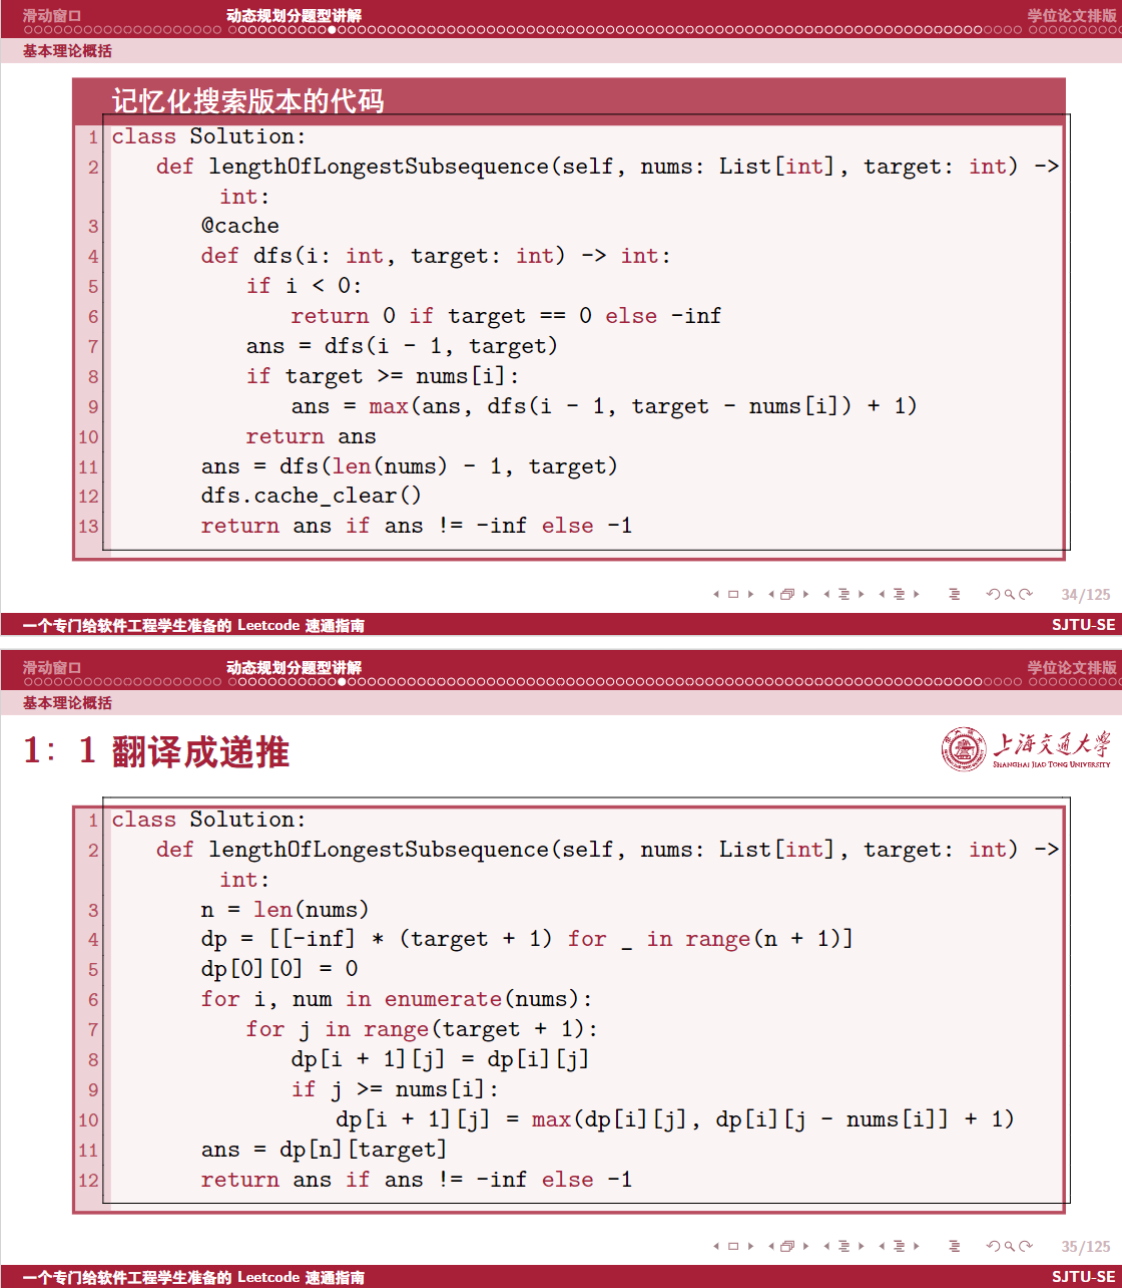 滑动窗口 动态规划分题型讲解 学位论文排版
基本理论概括
记忆化搜索版本的代码
1 class Solution:
2 def lengthOfLongestSubsequence(self, nums: List[int], target: int) ->
int:
3 @cache
4 def dfs(i: int, target: int) -> int:
5 if i < 0:
6 return 0 if target == 0 else -inf
7 ans = dfs(i - 1, target)
8 if target >= nums[i]:
9 ans = max(ans, dfs(i - 1, target - nums[i]) + 1)
10 return ans
11 ans = dfs(len(nums) - 1, target)
12 dfs.cache_clear()
13 return ans if ans != -inf else -1
34/125
一个专门给软件工程学生准备的 Leetcode 速通指南 SJTU-SE
滑动窗口 动态规划分题型讲解 学位论文排版
基本理论概括
1：1 翻译成递推
上海交通大学
SHANGHAI JIAO TONG UNIVERSITY
1 class Solution:
2 def lengthOfLongestSubsequence(self, nums: List[int], target: int) ->
int:
3 n = len(nums)
4 dp = [[-inf] * (target + 1) for _ in range(n + 1)]
5 dp[0][0] = 0
6 for i, num in enumerate(nums):
7 for j in range(target + 1):
8 dp[i + 1][j] = dp[i][j]
9 if j >= nums[i]:
10 dp[i + 1][j] = max(dp[i][j], dp[i][j - nums[i]] + 1)
11 ans = dp[n][target]
12 return ans if ans != -inf else -1
35/125
一个专门给软件工程学生准备的 Leetcode 速通指南 SJTU-SE